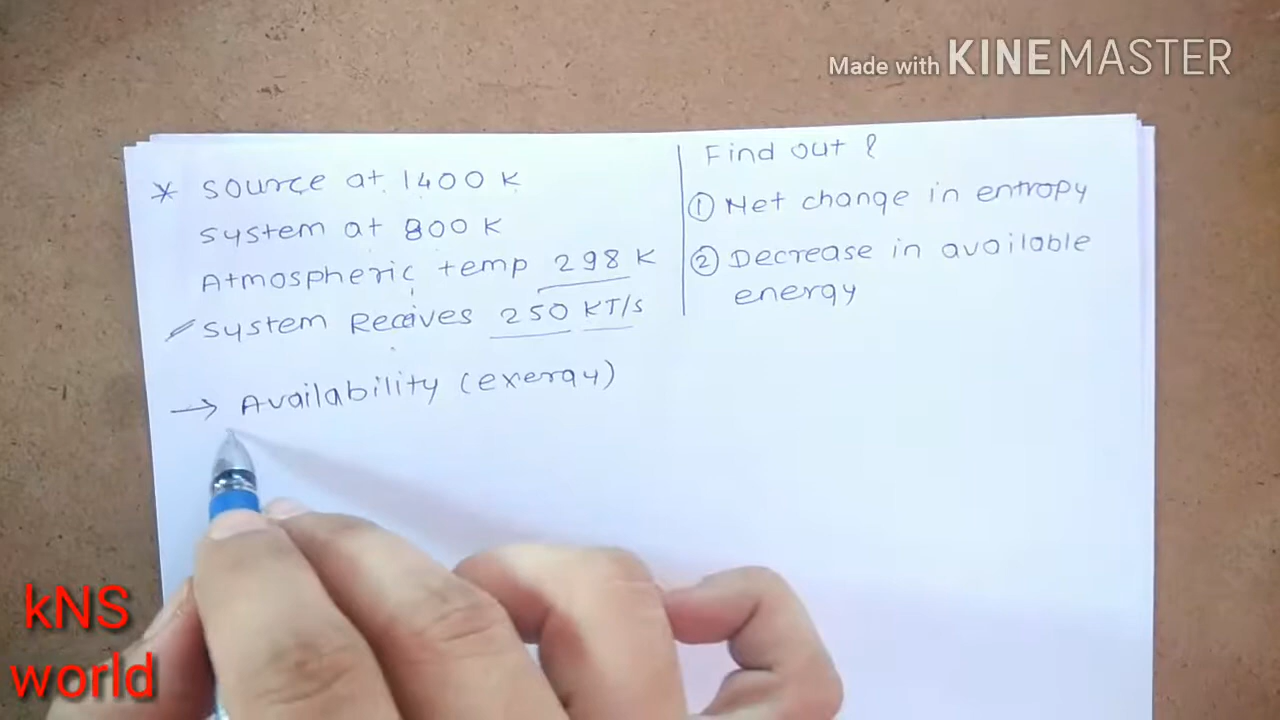 Made with KINEMASTER
* Source at 1400 K
System at 800 K
Atmospheric temp 298 K
System Receives 250 KJ/s
→ Availability (exergy)
Find out?
① Net change in entropy
② Decrease in available
energy
kNS
world